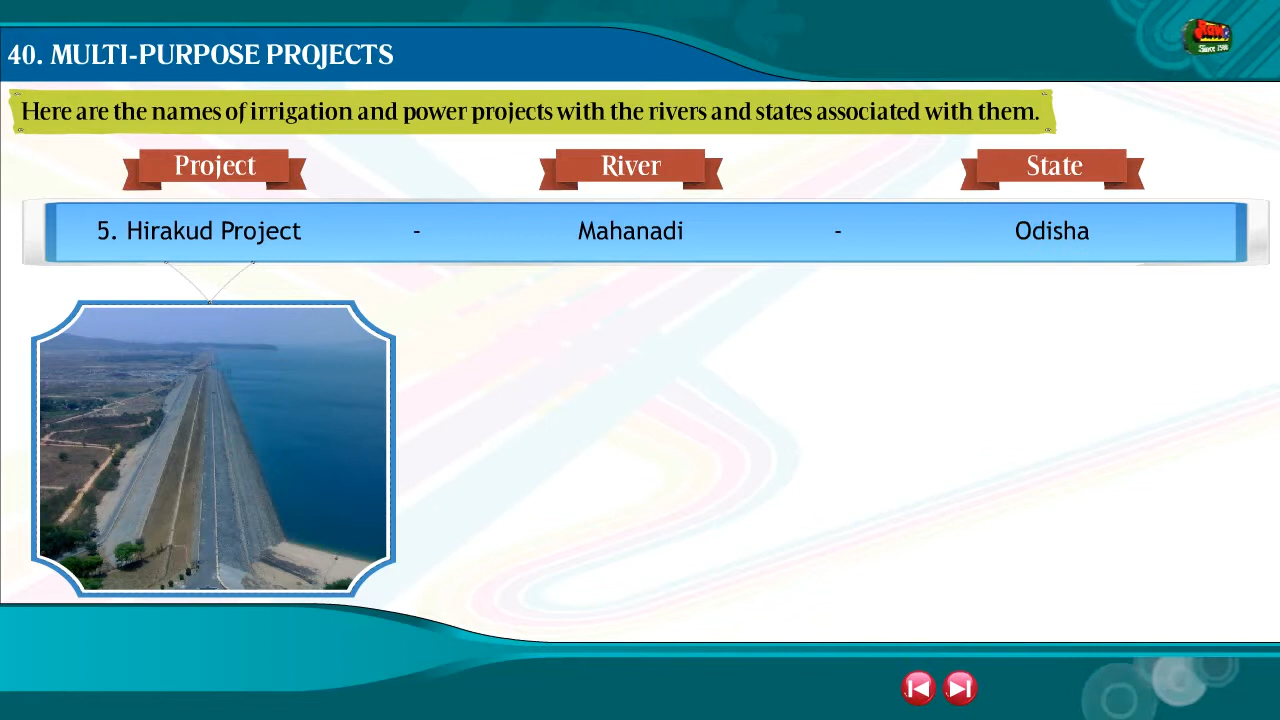 40. MULTI-PURPOSE PROJECTS
Here are the names of irrigation and power projects with the rivers and states associated with them.
Project River State
5. Hirakud Project - Mahanadi - Odisha